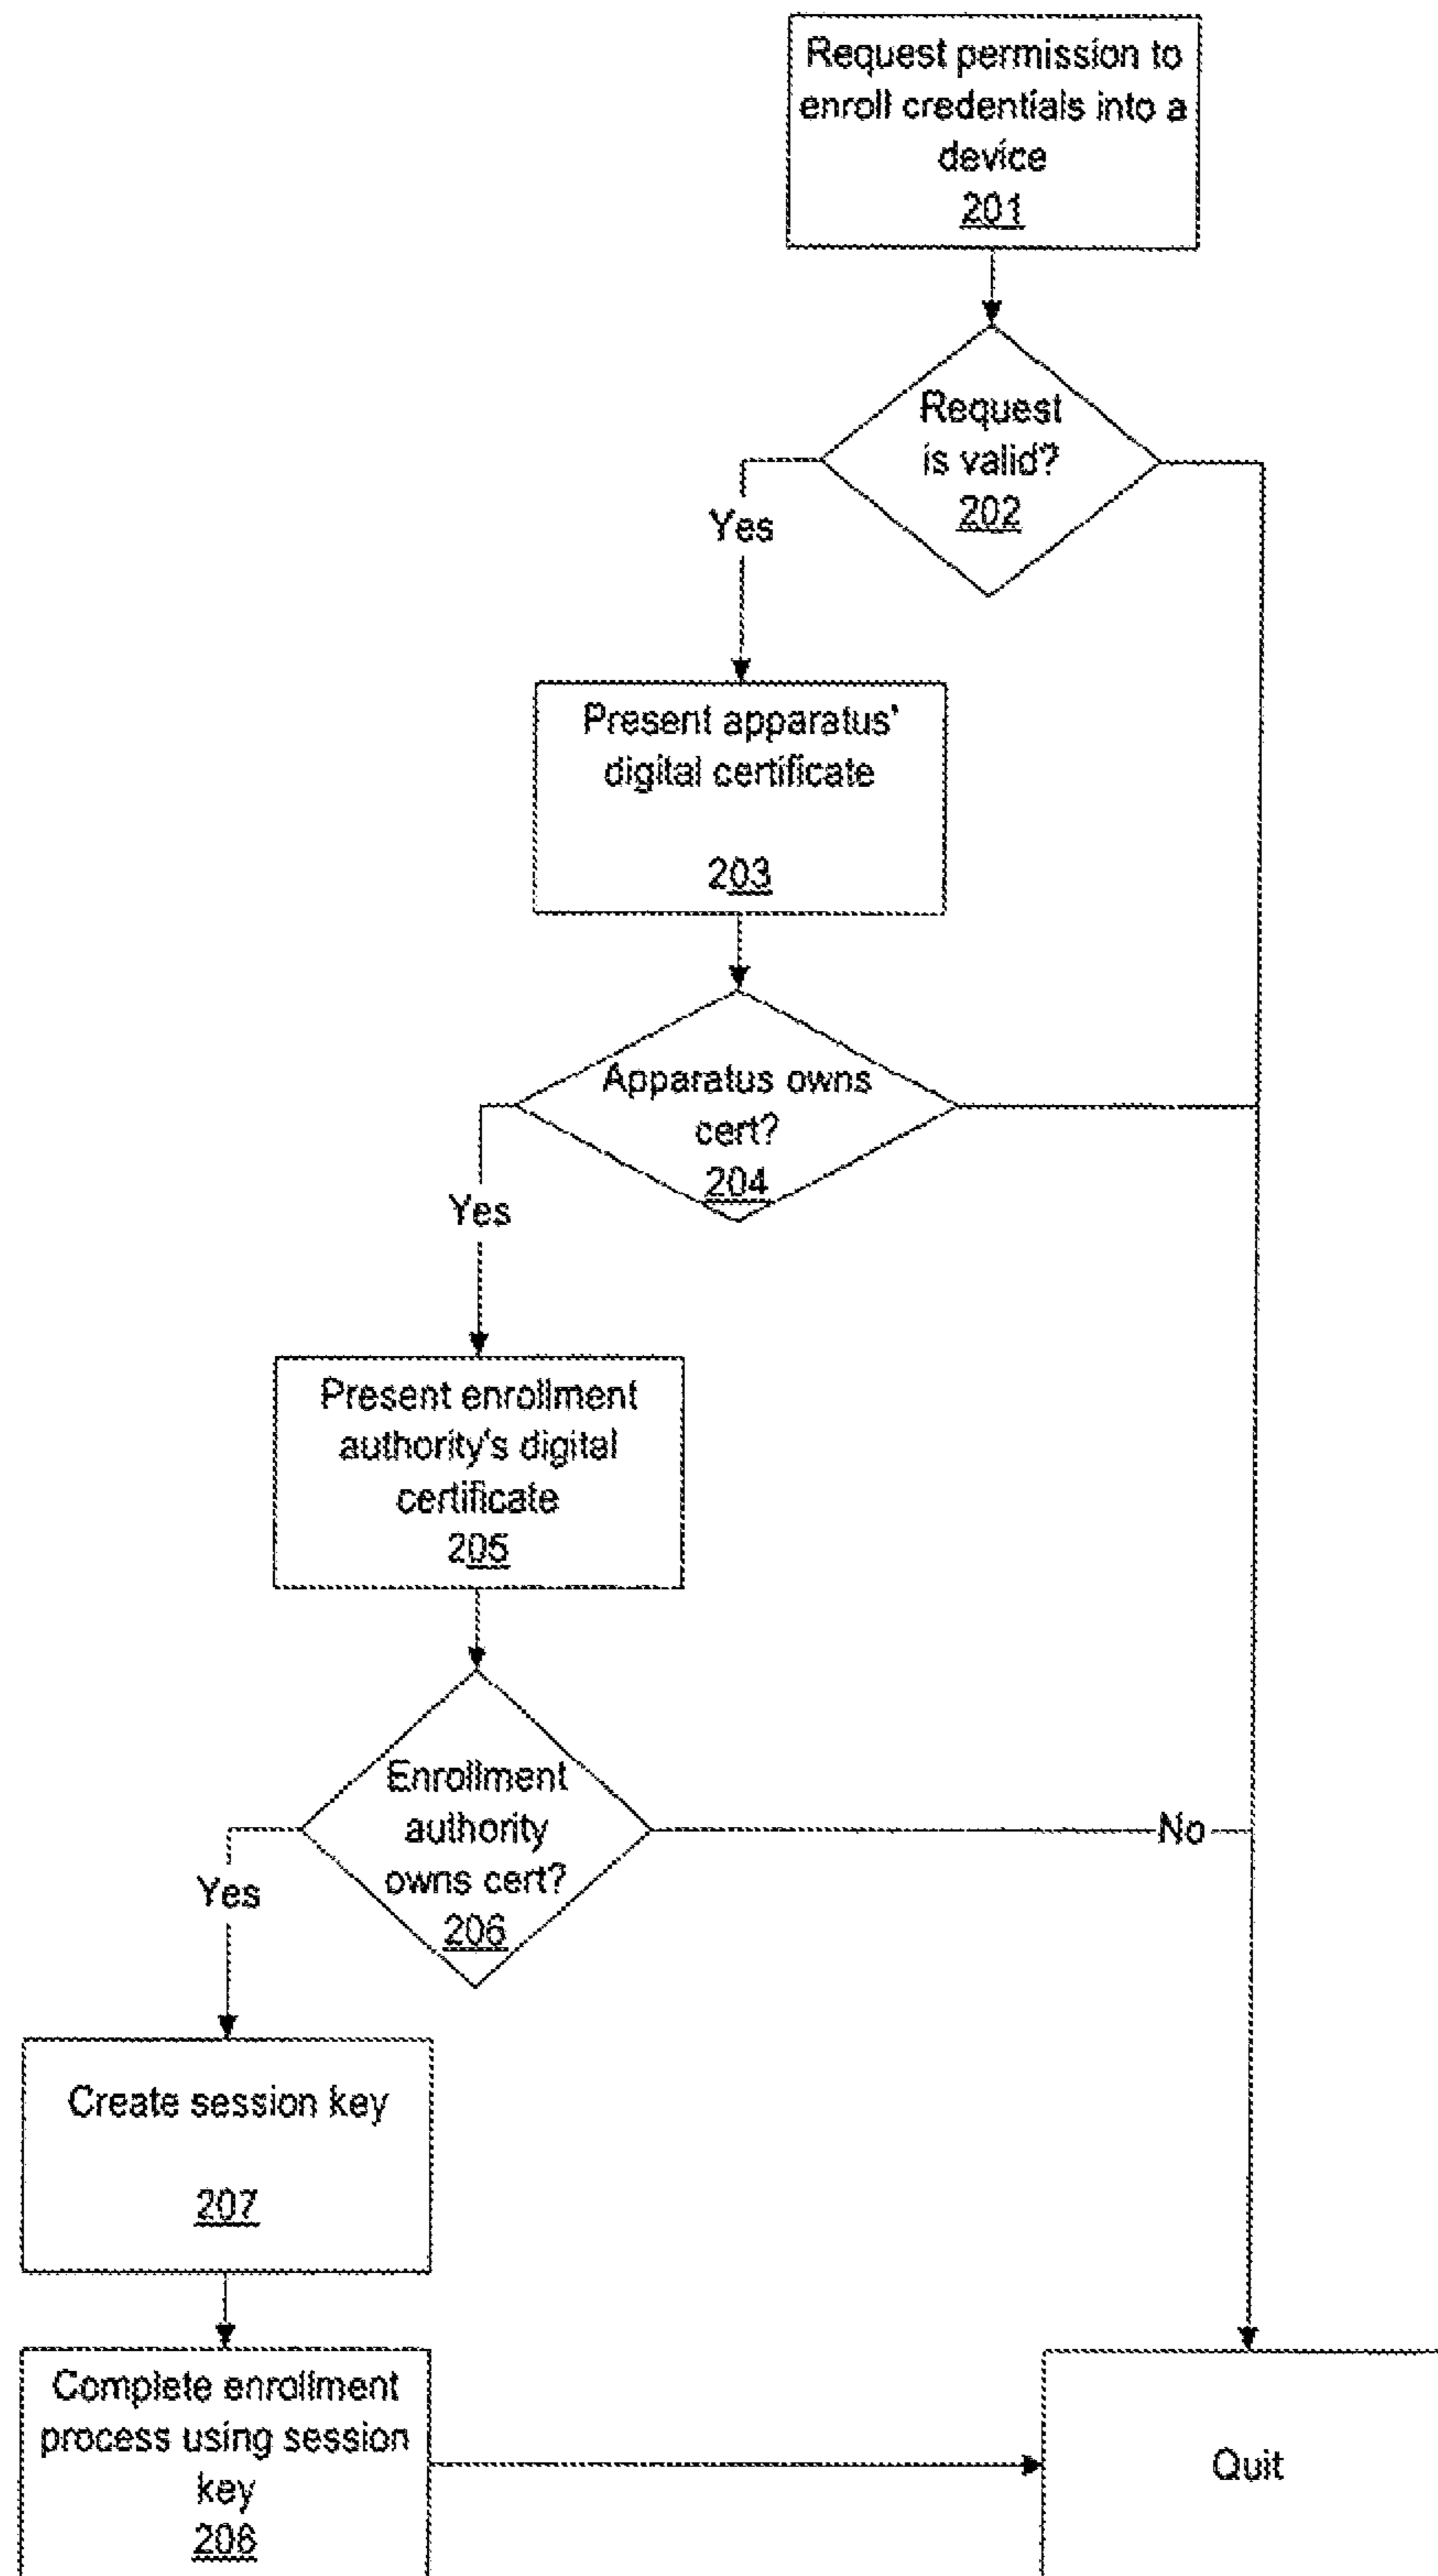 Request permission to
enroll credentials into a
device
201
Request
is valid?
202
Yes
Present apparatus'
digital certificate
203
Apparatus owns
cert?
204
Yes
Present enrollment
authority's digital
certificate
205
Enrollment
authority
owns cert?
206
No
Yes
Create session key
207
Complete enrollment
process using session
key
206
Quit